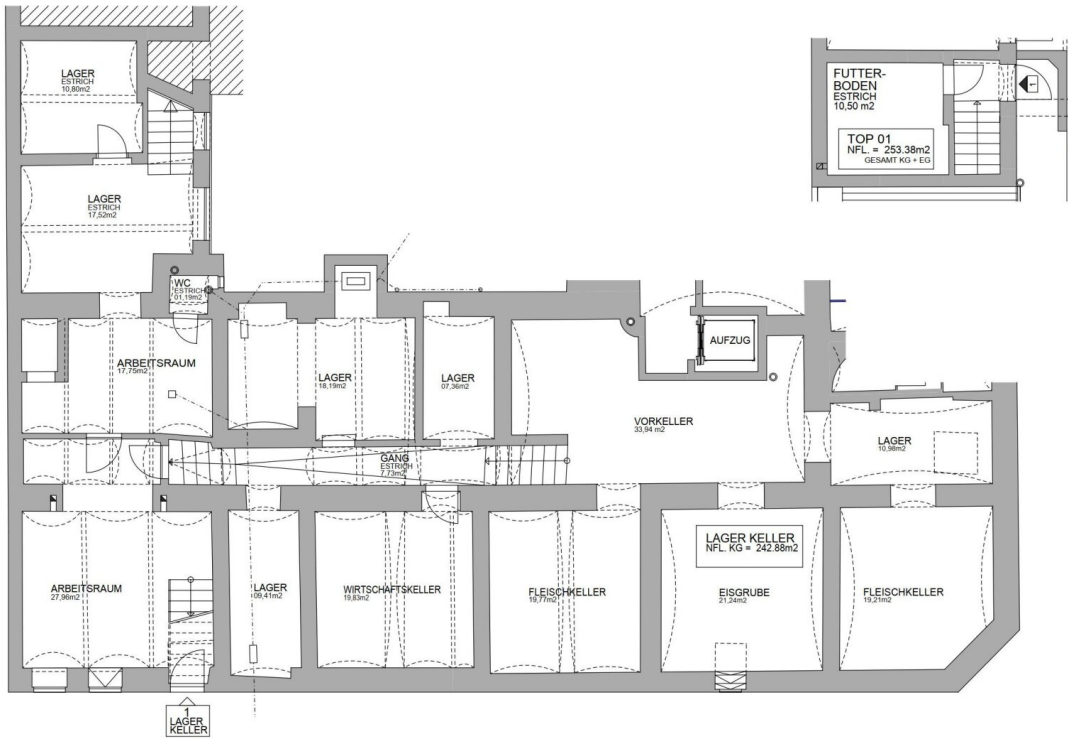 LAGER
ESTRICH
10,80m2
FUTTER-
BODEN
ESTRICH
10,50 m2
1
TOP 01
NFL. = 253.38m2
GESAMT KG + EG
LAGER
ESTRICH
17,52m2
WC
ESTRICH
01,19m2
ARBEITSRAUM
17,75m2
LAGER
18,19m2
LAGER
07,36m2
AUFZUG
VORKELLER
33,94 m2
LAGER
10,98m2
GANG
ESTRICH
7,73m2
ARBEITSRAUM
27,96m2
LAGER
09,41m2
WIRTSCHAFTSKELLER
19,83m2
FLEISCHKELLER
19,77m2
LAGER KELLER
NFL. KG = 242.88m2
EISGRUBE
21,24m2
FLEISCHKELLER
19,21m2
1
LAGER
KELLER